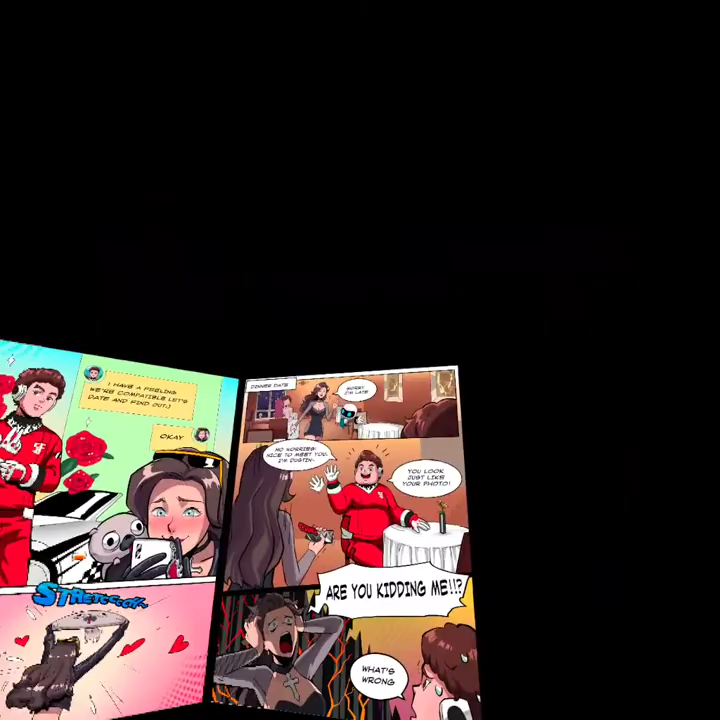 I HAVE A FEELING
WE'RE COMPATIBLE LET'S
DATE AND FIND OUT;)
OKAY
STRETCCCH~
DINNER DATE
SORRY
I'M LATE
NO WORRIES!
NICE TO MEET YOU,
I'M DUSTIN~
YOU LOOK
JUST LIKE
YOUR PHOTO!
ARE YOU KIDDING ME!!?
WHAT'S
WRONG